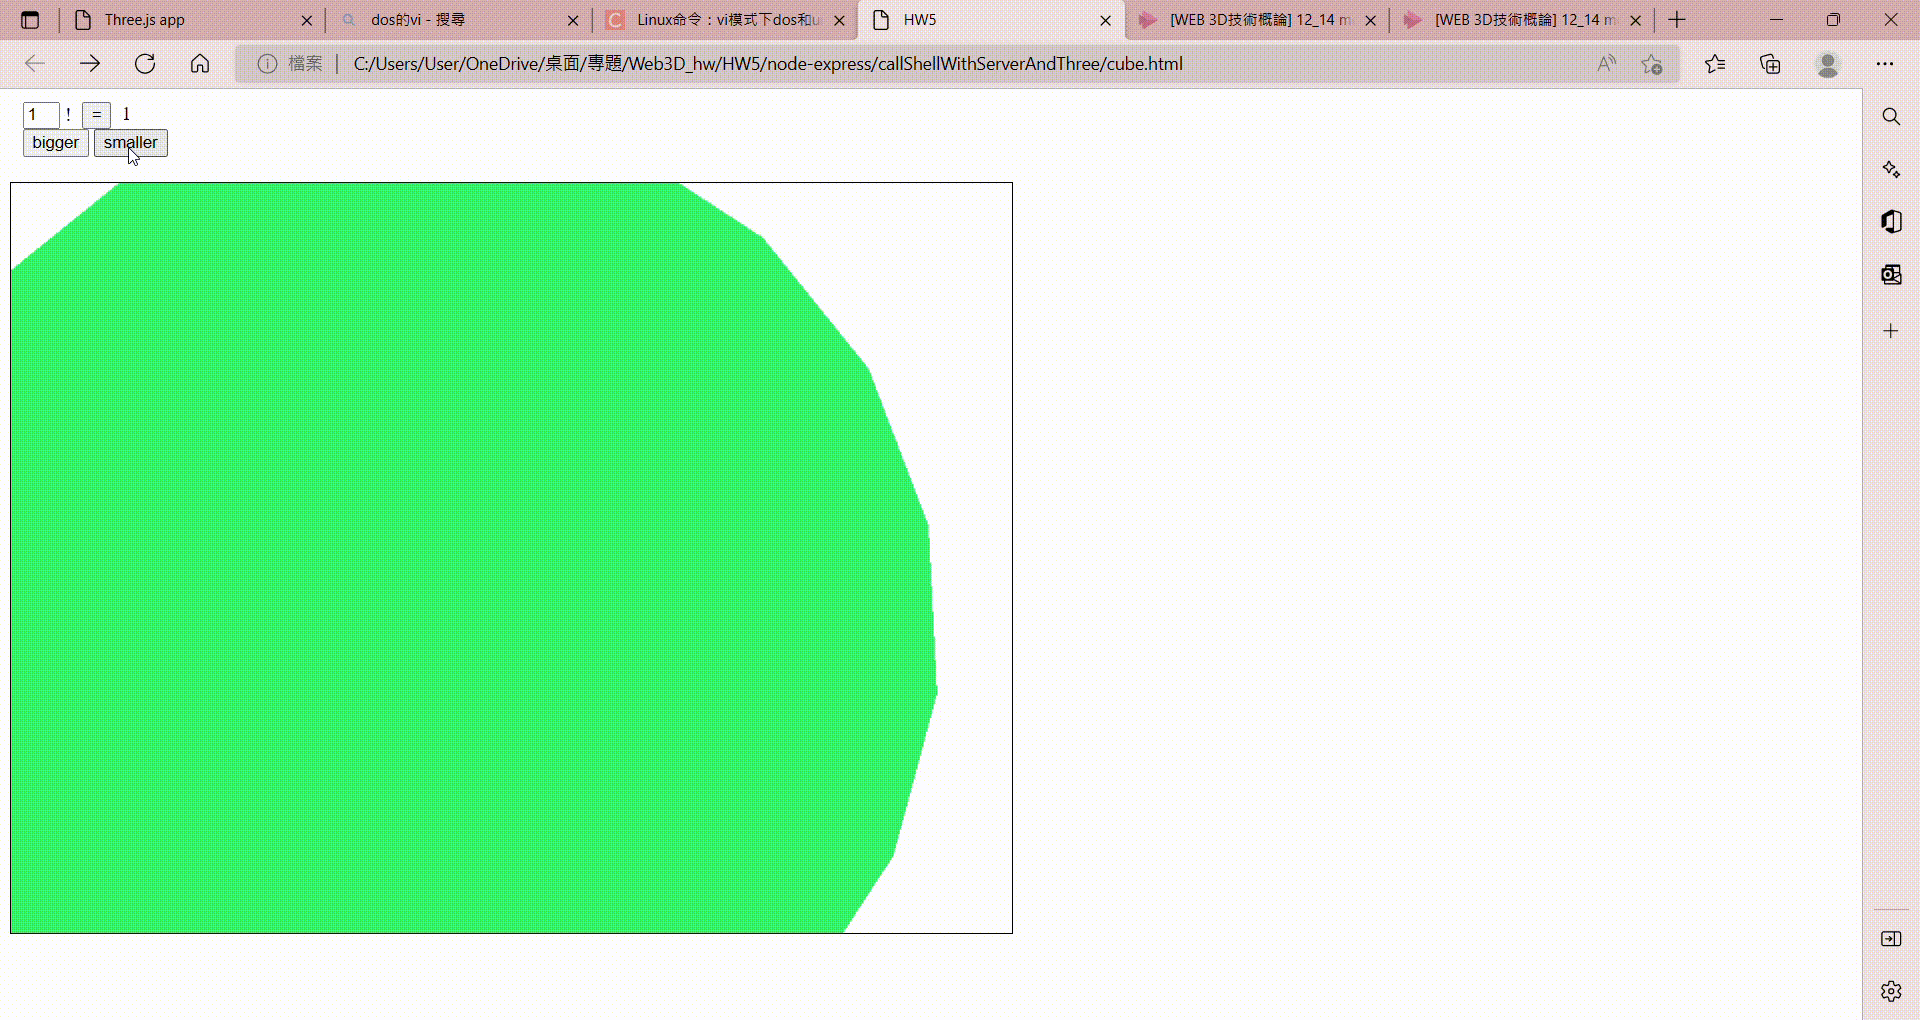 Three.js app
dos的vi - 搜尋
Linux命令：vi模式下dos和u
HW5
[WEB 3D技術概論] 12_14 m
[WEB 3D技術概論] 12_14 m
檔案
C:/Users/User/OneDrive/桌面/專題/Web3D_hw/HW5/node-express/callShellWithServerAndThree/cube.html
1 ! = 1
bigger smaller